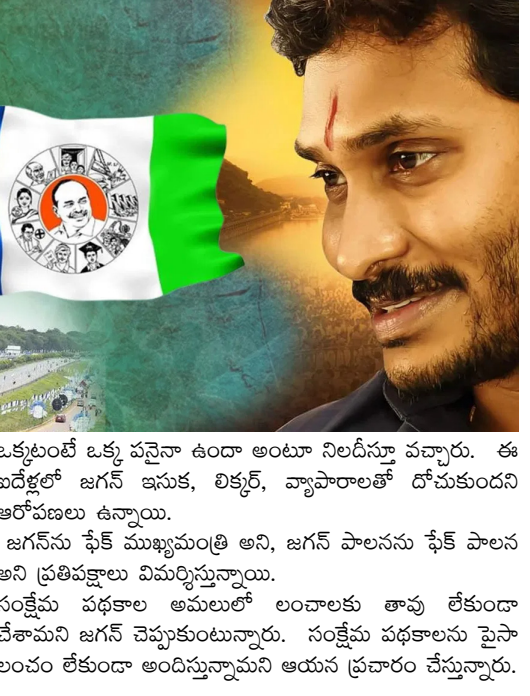 ఒక్కటంటే ఒక్క పనైనా ఉందా అంటూ నిలదీస్తూ వచ్చారు. ఈ
ఐదేళ్లలో జగన్ ఇసుక, లిక్కర్, వ్యాపారాలతో దోచుకుందని
ఆరోపణలు ఉన్నాయి.
జగన్‌ను ఫేక్ ముఖ్యమంత్రి అని, జగన్ పాలనను ఫేక్ పాలన
అని ప్రతిపక్షాలు విమర్శిస్తున్నాయి.
సంక్షేమ పథకాల అమలులో లంచాలకు తావు లేకుండా
చేశామని జగన్ చెప్పుకుంటున్నారు. సంక్షేమ పథకాలను పైసా
లంచం లేకుండా అందిస్తున్నామని ఆయన ప్రచారం చేస్తున్నారు.